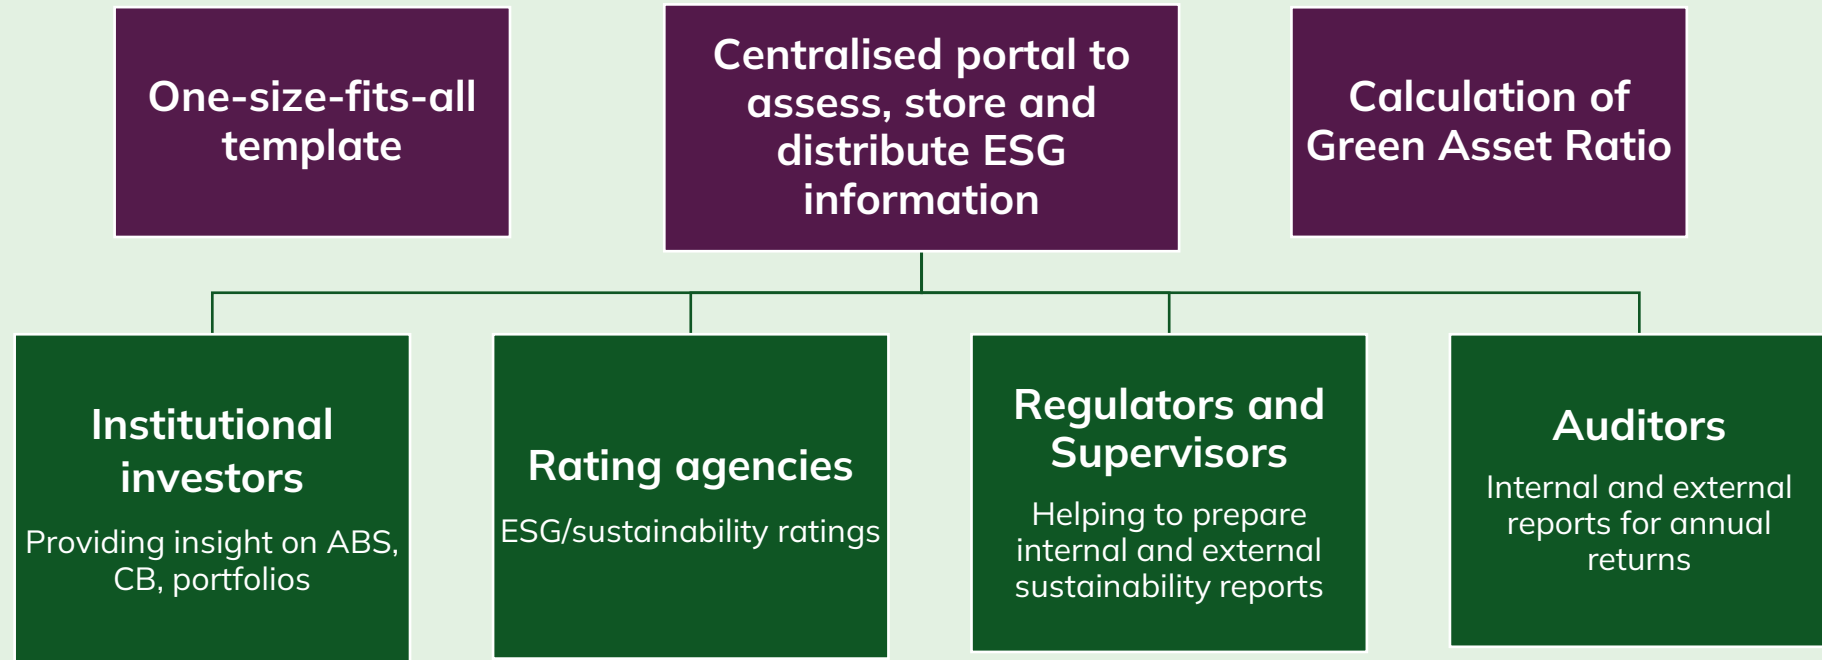 One-size-fits-all
template
Centralised portal to
assess, store and
distribute ESG
information
Calculation of
Green Asset Ratio
Institutional
investors
Providing insight on ABS,
CB, portfolios
Rating agencies
ESG/sustainability ratings
Regulators and
Supervisors
Helping to prepare
internal and external
sustainability reports
Auditors
Internal and external
reports for annual
returns